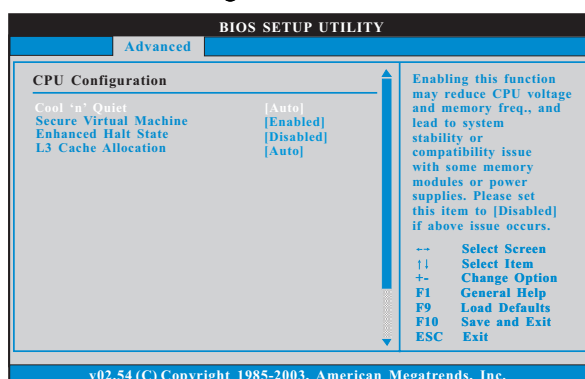 BIOS SETUP UTILITY
Advanced
CPU Configuration
Cool 'n' Quiet [Auto]
Secure Virtual Machine [Enabled]
Enhanced Halt State [Disabled]
L3 Cache Allocation [Auto]
Enabling this function
may reduce CPU voltage
and memory freq., and
lead to system
stability or
compatibility issue
with some memory
modules or power
supplies. Please set
this item to [Disabled]
if above issue occurs.
←→ Select Screen
↑↓ Select Item
+- Change Option
F1 General Help
F9 Load Defaults
F10 Save and Exit
ESC Exit
v02.54 (C) Copyright 1985-2003, American Megatrends, Inc.